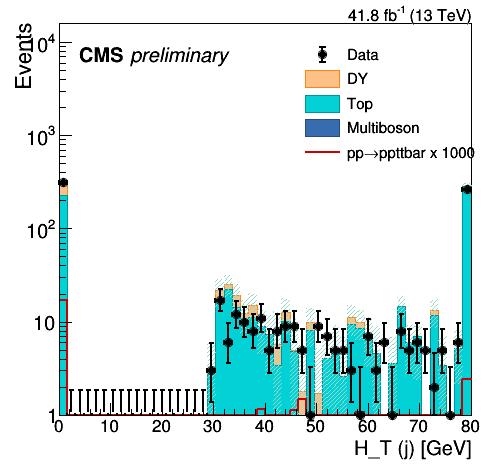 41.8 fb⁻¹ (13 TeV)
Events
CMS preliminary
Data
DY
Top
Multiboson
pp→ppttbar x 1000
10⁴
10³
10²
10
1
0 10 20 30 40 50 60 70 80
H_T (j) [GeV]